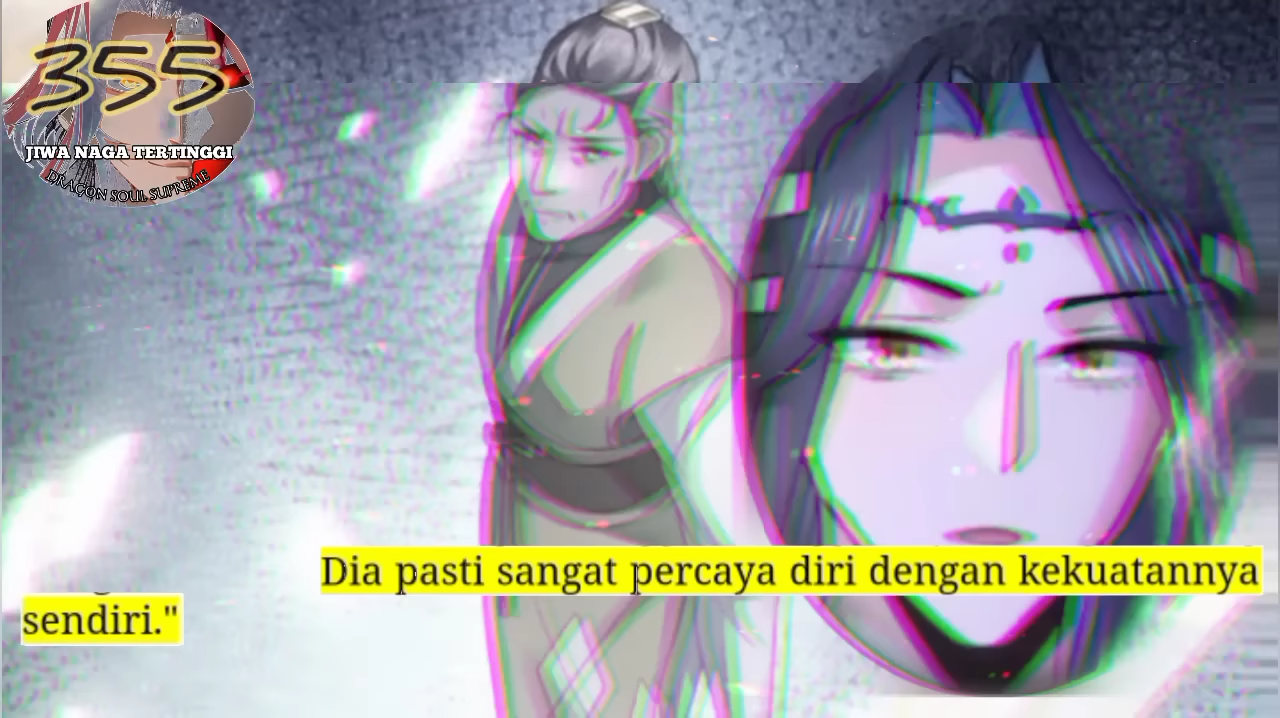 355
JIWA NAGA TERTINGGI
DRAGON SOUL SUPREME
Dia pasti sangat percaya diri dengan kekuatannya
sendiri."